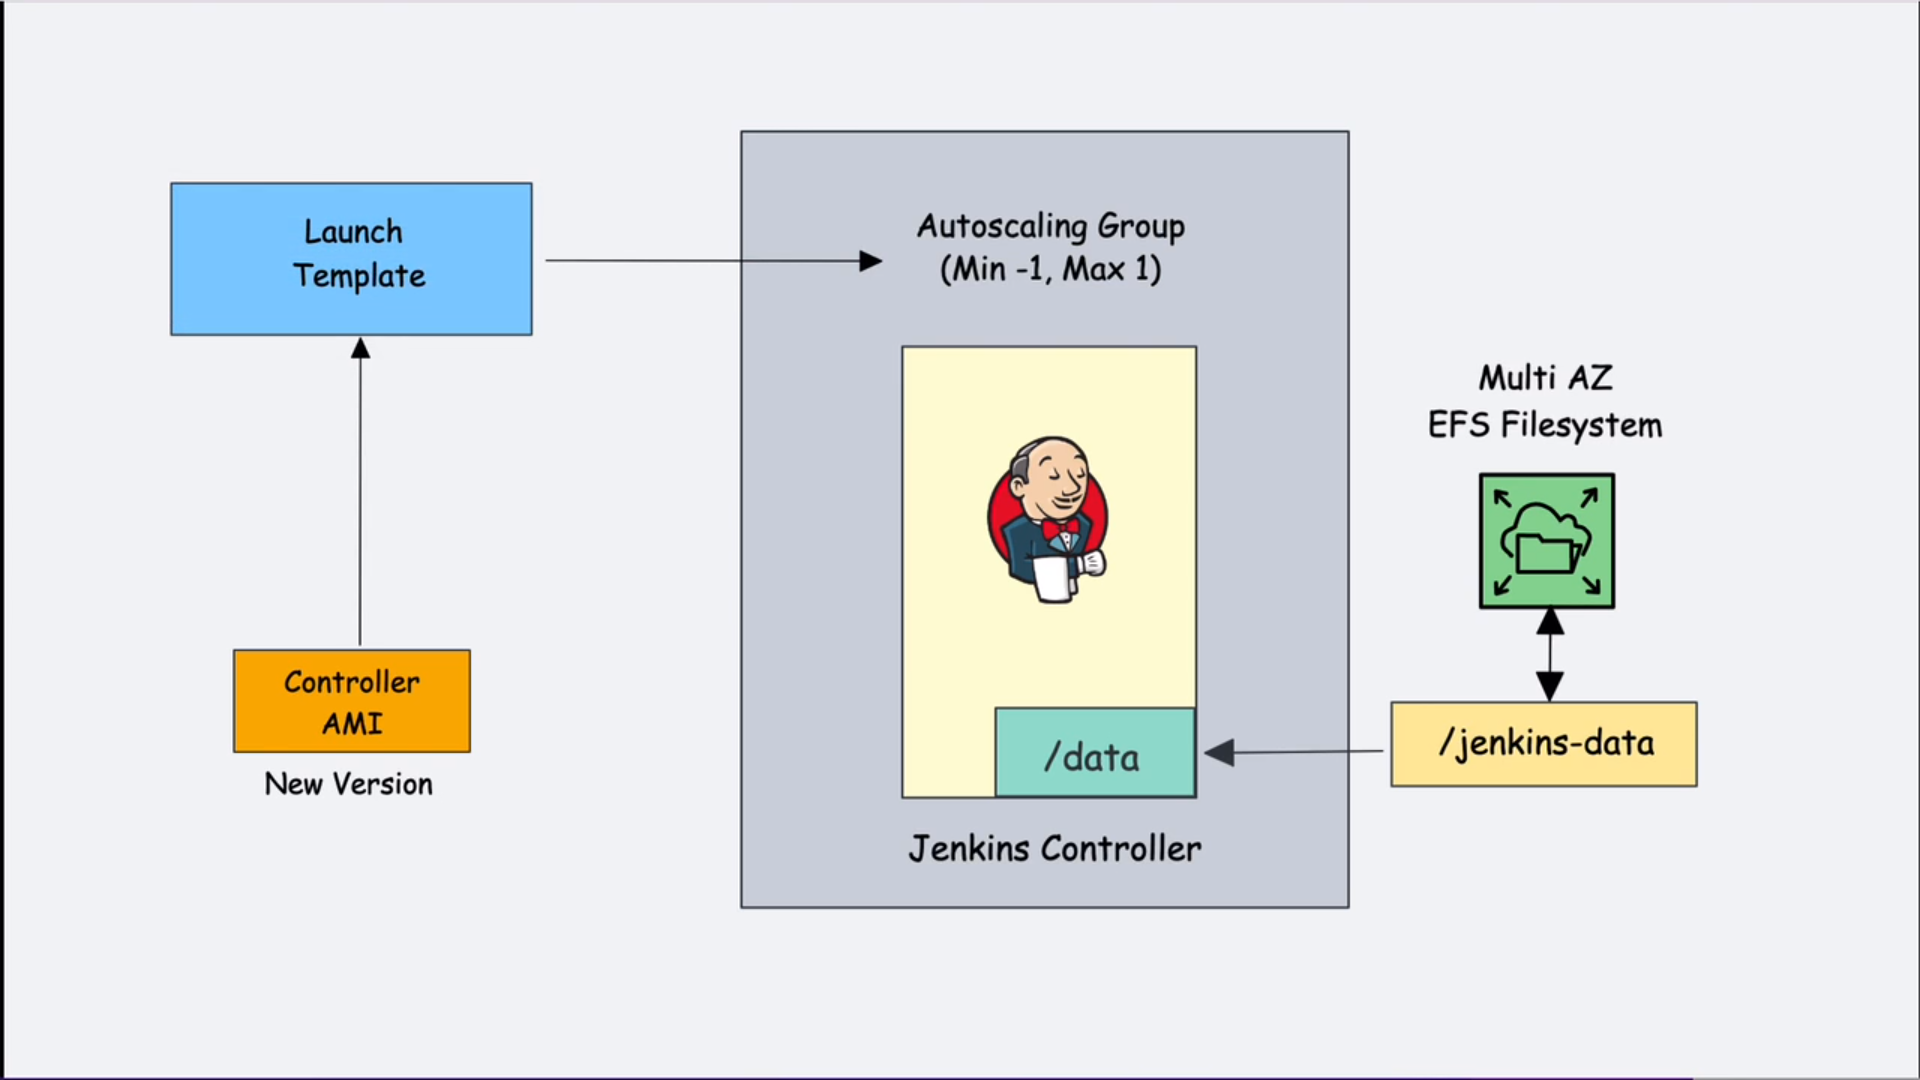 Launch
Template
Autoscaling Group
(Min -1, Max 1)
Multi AZ
EFS Filesystem
Controller
AMI
New Version
/data
/jenkins-data
Jenkins Controller